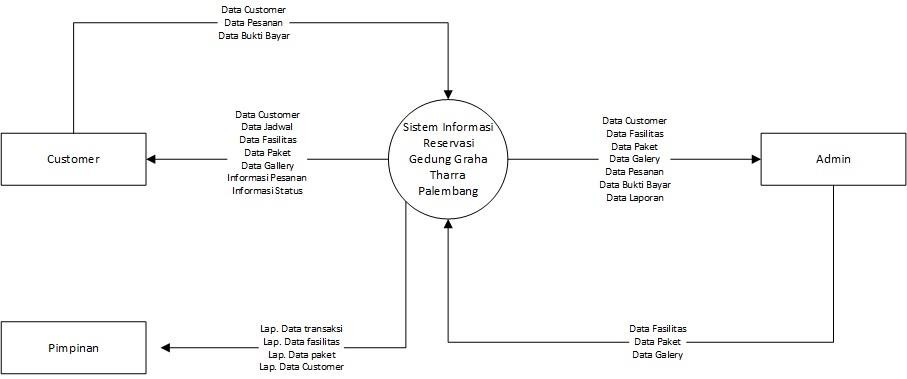 Data Customer
Data Pesanan
Data Bukti Bayar
Customer
Data Customer
Data Jadwal
Data Fasilitas
Data Paket
Data Gallery
Informasi Pesanan
Informasi Status
Sistem Informasi
Reservasi
Gedung Graha
Tharra
Palembang
Data Customer
Data Fasilitas
Data Paket
Data Galery
Data Pesanan
Data Bukti Bayar
Data Laporan
Admin
Pimpinan
Lap. Data transaksi
Lap. Data fasilitas
Lap. Data paket
Lap. Data Customer
Data Fasilitas
Data Paket
Data Galery